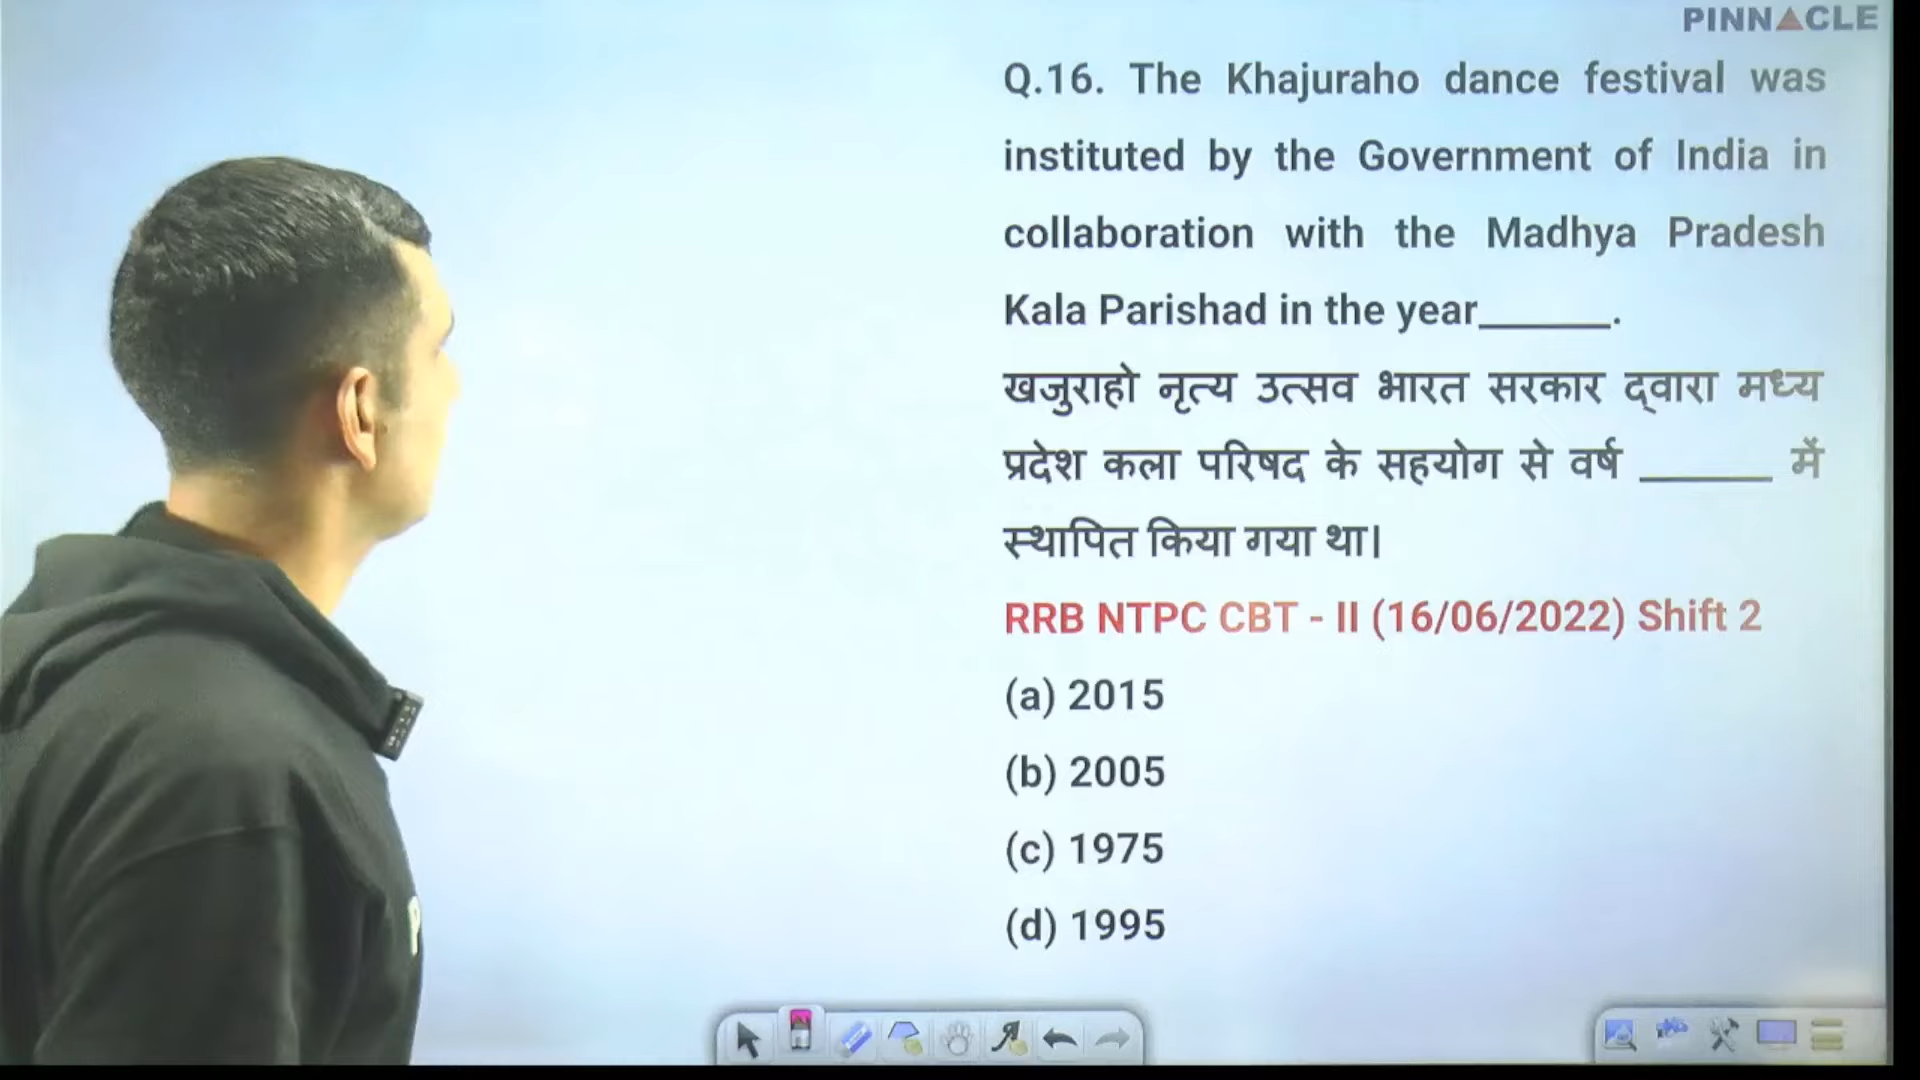 PINNACLE
Q.16. The Khajuraho dance festival was
instituted by the Government of India in
collaboration with the Madhya Pradesh
Kala Parishad in the year______.
खजुराहो नृत्य उत्सव भारत सरकार द्वारा मध्य
प्रदेश कला परिषद के सहयोग से वर्ष ______ में
स्थापित किया गया था।
RRB NTPC CBT - II (16/06/2022) Shift 2
(a) 2015
(b) 2005
(c) 1975
(d) 1995
P